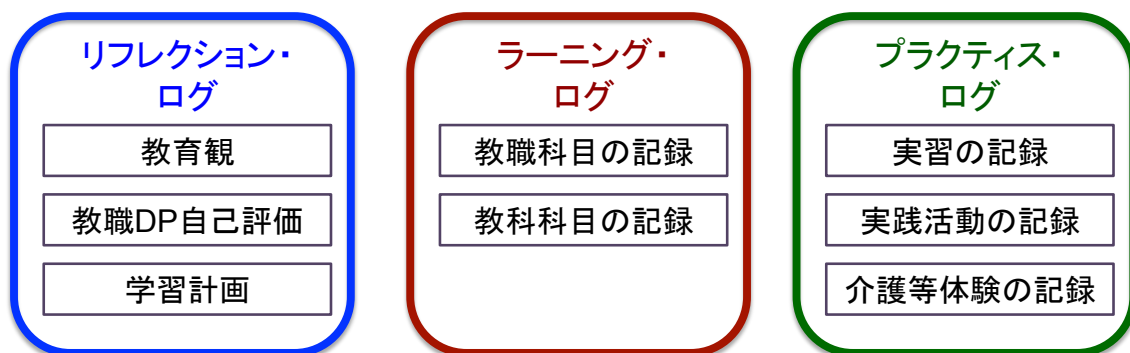 リフレクション・
ログ
教育観
教職DP自己評価
学習計画
ラーニング・
ログ
教職科目の記録
教科科目の記録
プラクティス・
ログ
実習の記録
実践活動の記録
介護等体験の記録